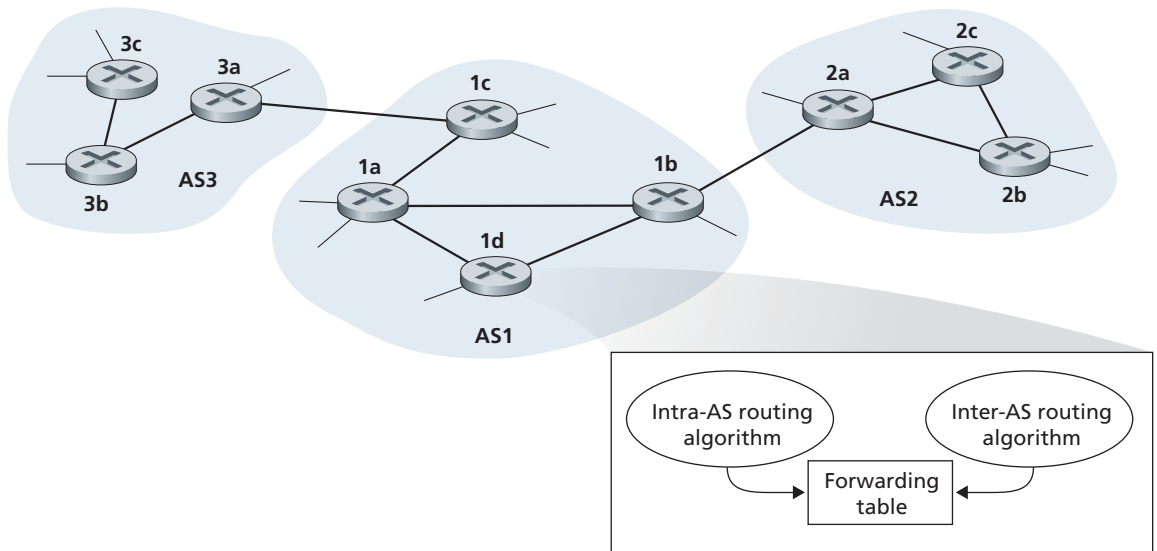 3c
3a
3b
AS3
1c
1a
1b
1d
AS1
2c
2a
2b
AS2
Intra-AS routing
algorithm
Inter-AS routing
algorithm
Forwarding
table